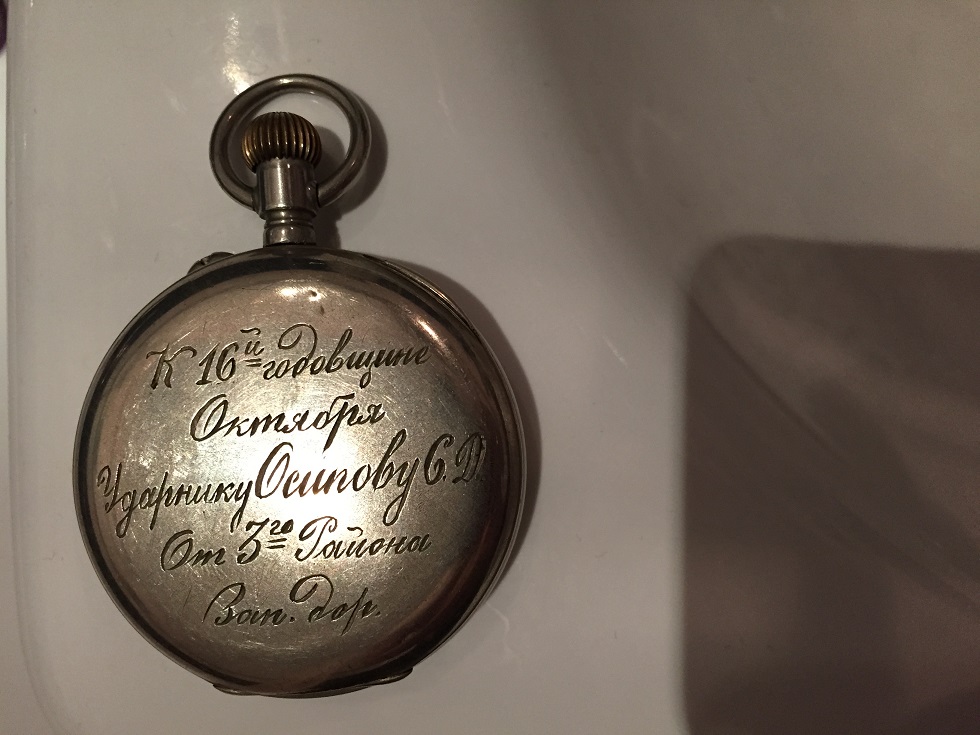 К 16й годовщине
Октября
Ударнику Осипову С. Д.
От 3го Района
Зап. дор.